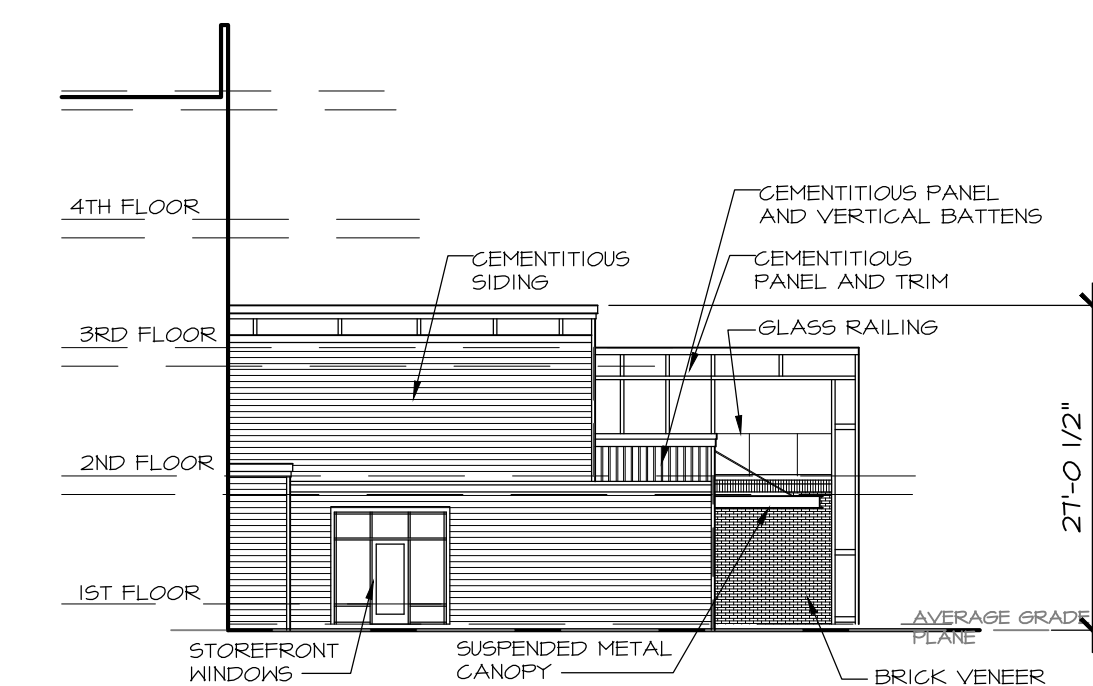 4TH FLOOR
CEMENTITIOUS PANEL
AND VERTICAL BATTENS
CEMENTITIOUS
SIDING
CEMENTITIOUS
PANEL AND TRIM
3RD FLOOR
GLASS RAILING
2ND FLOOR
27'-0 1/2"
1ST FLOOR
AVERAGE GRADE
PLANE
STOREFRONT
WINDOWS
SUSPENDED METAL
CANOPY
BRICK VENEER